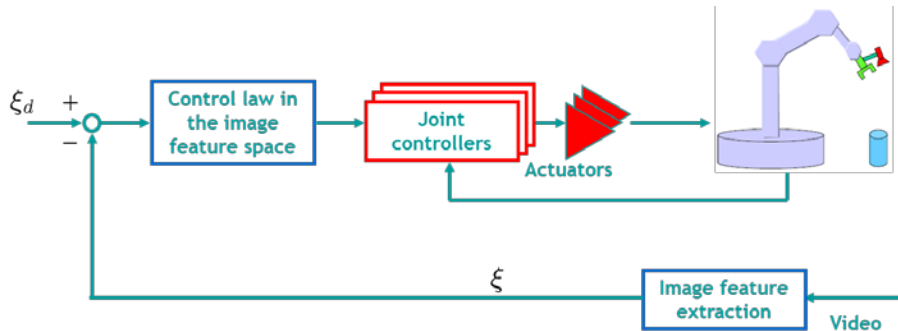 ξd
+
−
Control law in
the image
feature space
Joint
controllers
Actuators
ξ
Image feature
extraction
Video